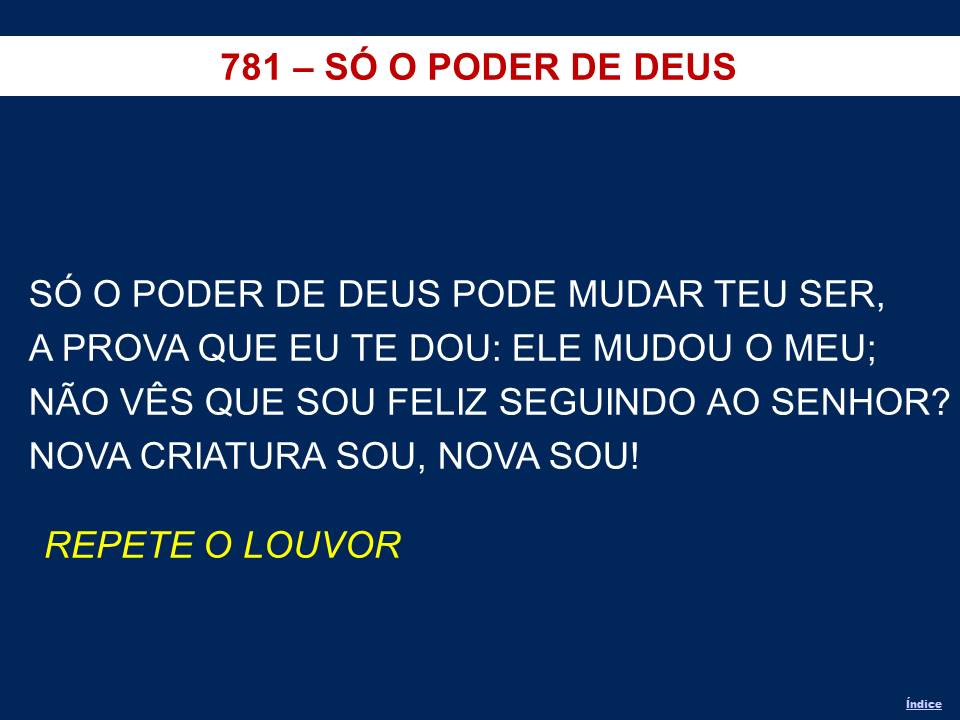 781 – SÓ O PODER DE DEUS
SÓ O PODER DE DEUS PODE MUDAR TEU SER,
A PROVA QUE EU TE DOU: ELE MUDOU O MEU;
NÃO VÊS QUE SOU FELIZ SEGUINDO AO SENHOR?
NOVA CRIATURA SOU, NOVA SOU!
REPETE O LOUVOR
Índice